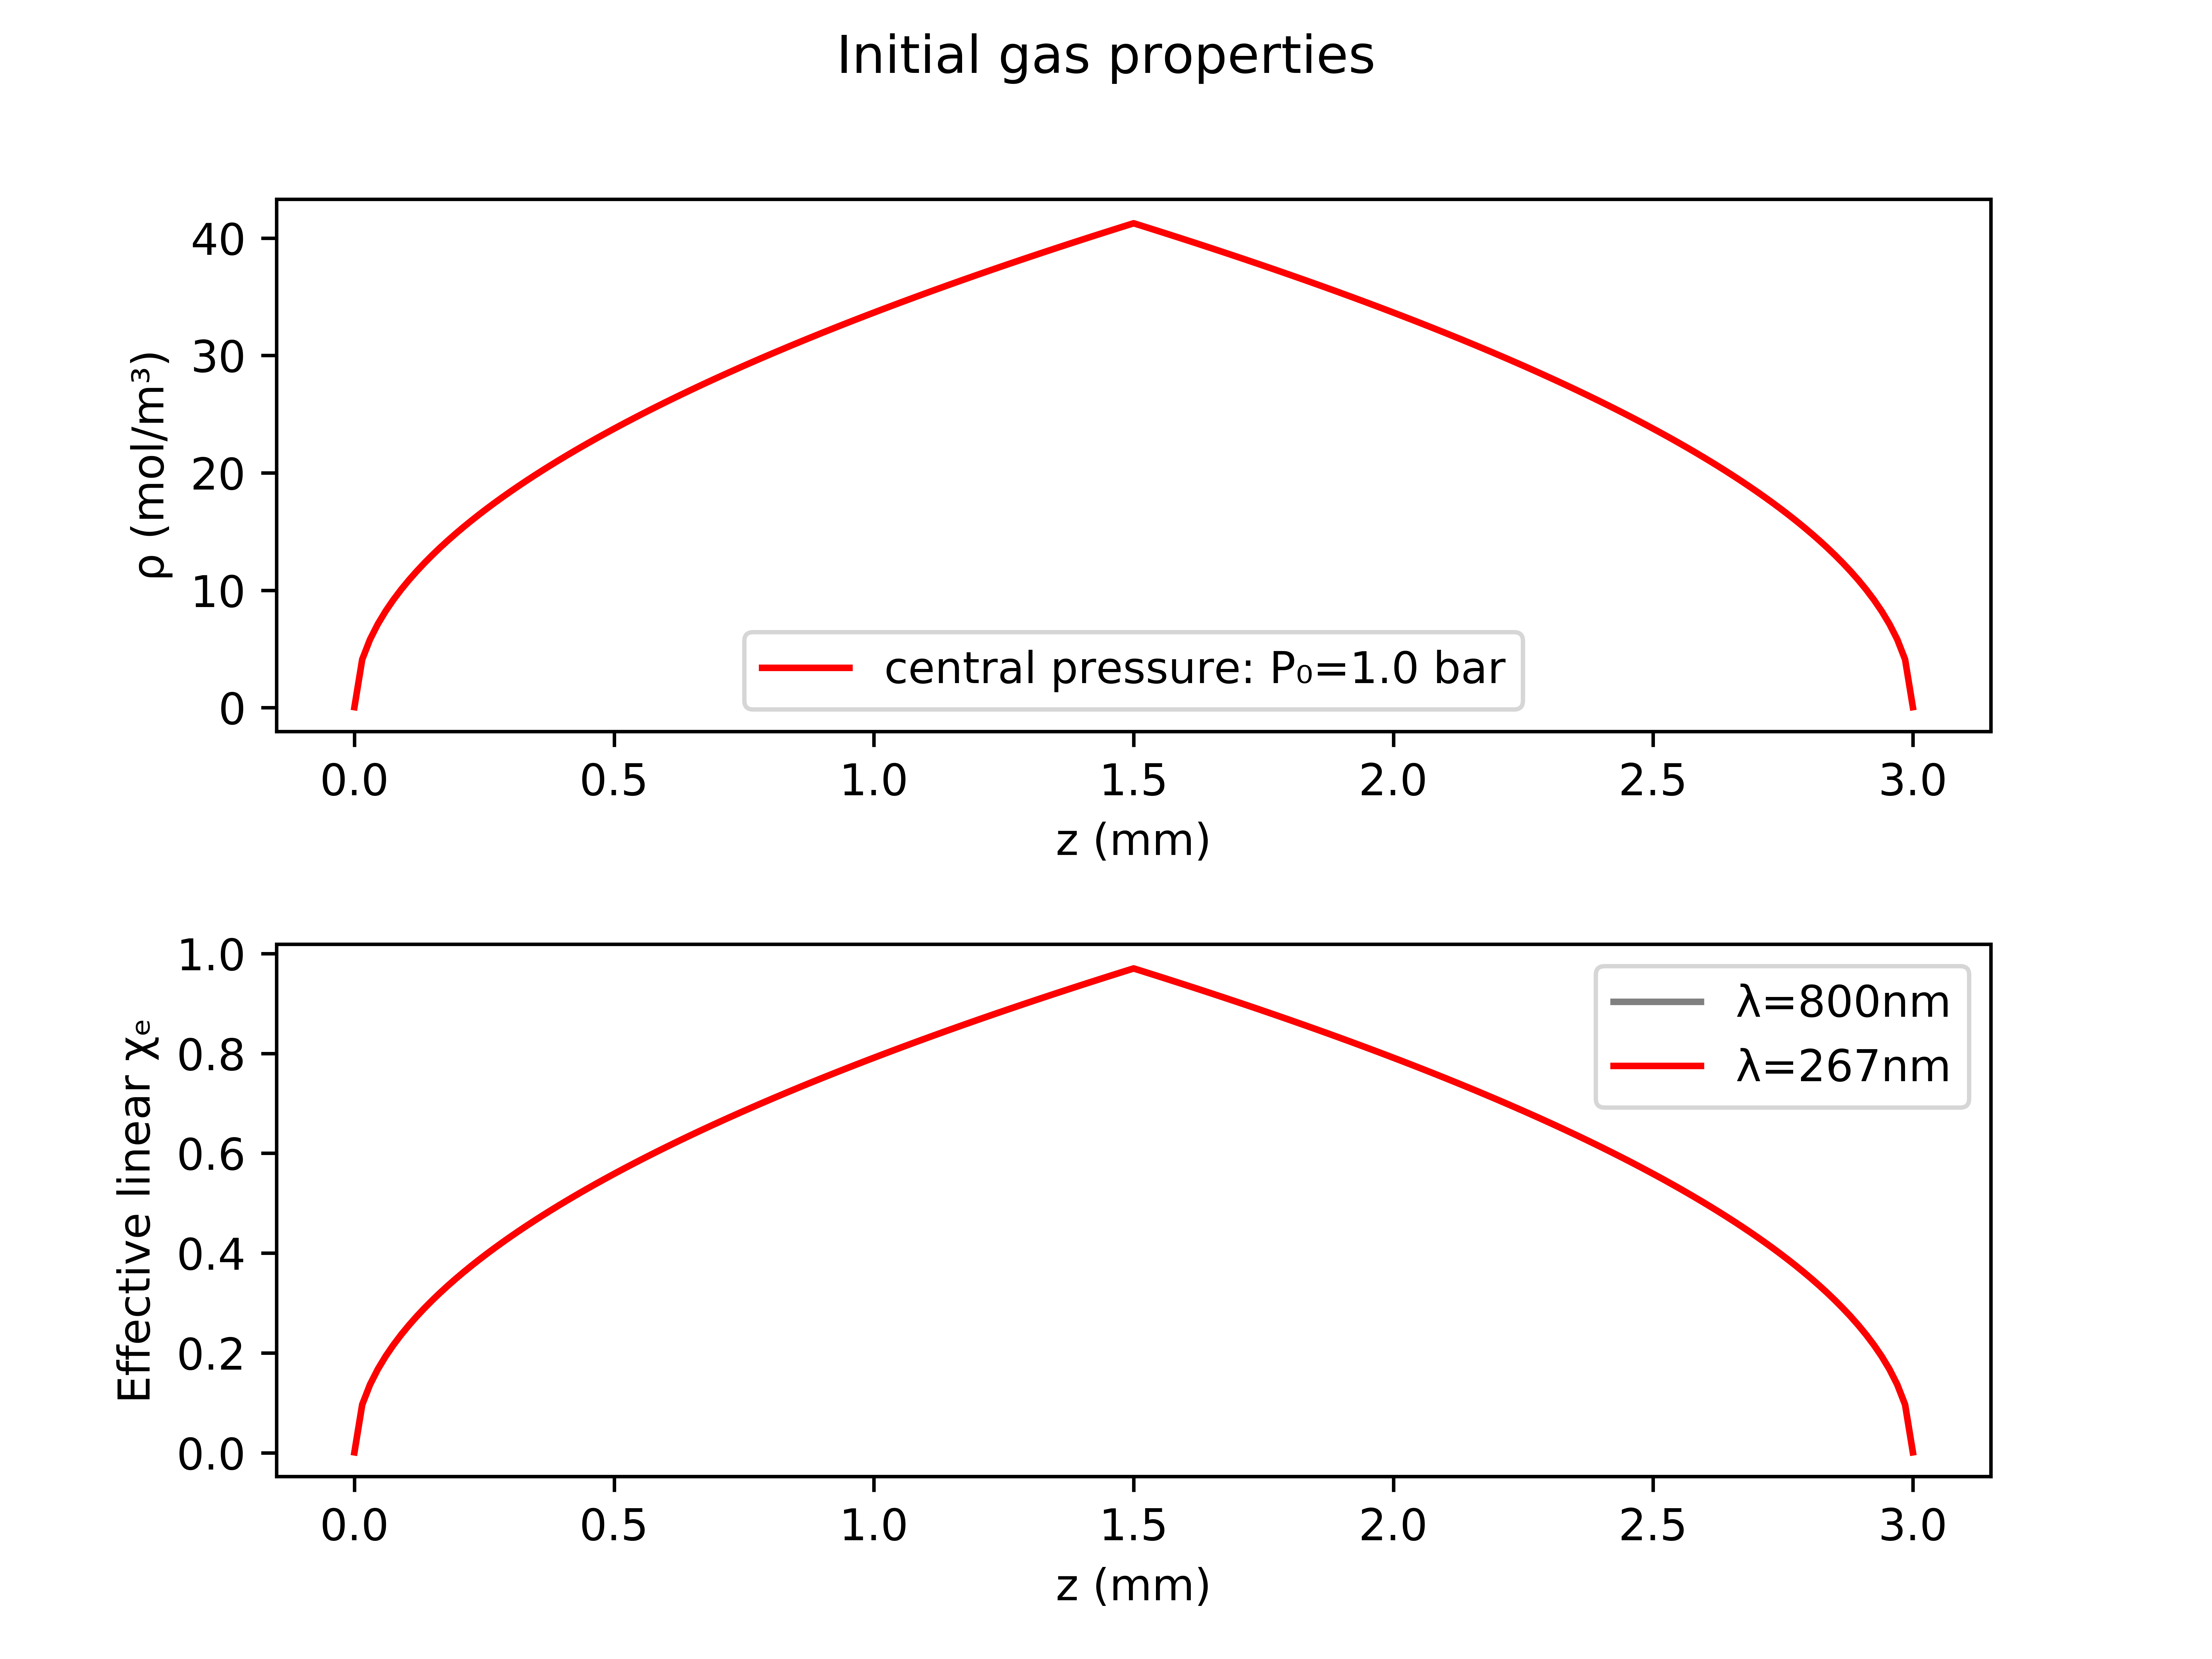 Initial gas properties
ρ (mol/m³)
40
30
20
10
0
central pressure: P₀=1.0 bar
0.0 0.5 1.0 1.5 2.0 2.5 3.0
z (mm)
Effective linear χₑ
1.0
0.8
0.6
0.4
0.2
0.0
λ=800nm
λ=267nm
0.0 0.5 1.0 1.5 2.0 2.5 3.0
z (mm)